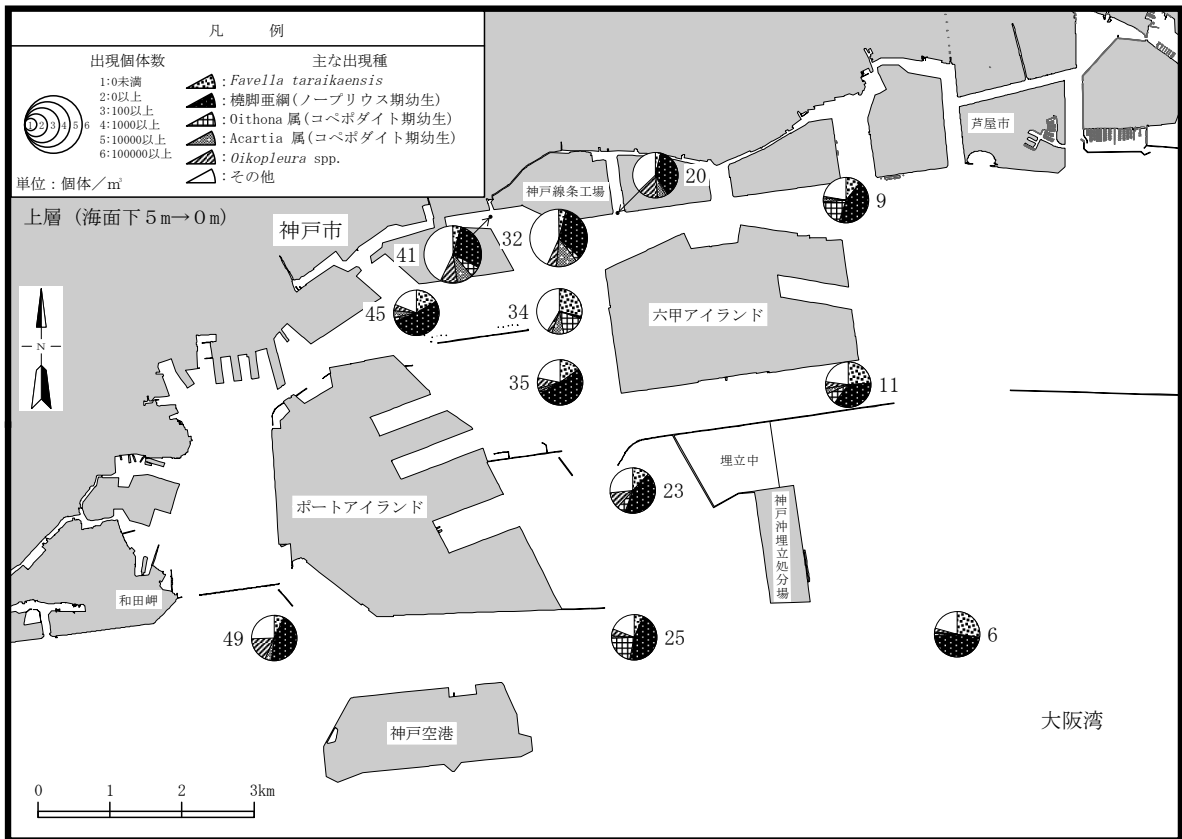 凡　　例
出現個体数
主な出現種
1:0未満
2:0以上
3:100以上
4:1000以上
5:10000以上
6:100000以上
1 2 3 4 5 6
: Favella taraikaensis
: 橈脚亜綱(ノープリウス期幼生)
: Oithona 属(コペポダイト期幼生)
: Acartia 属(コペポダイト期幼生)
: Oikopleura spp.
: その他
単位：個体／㎥
上層（海面下５ｍ→０ｍ）
芦屋市
神戸線条工場
20
9
神戸市
41
32
45
34
六甲アイランド
N
35
11
埋立中
23
ポートアイランド
神戸沖埋立処分場
和田岬
49
25
6
大阪湾
神戸空港
0 1 2 3km